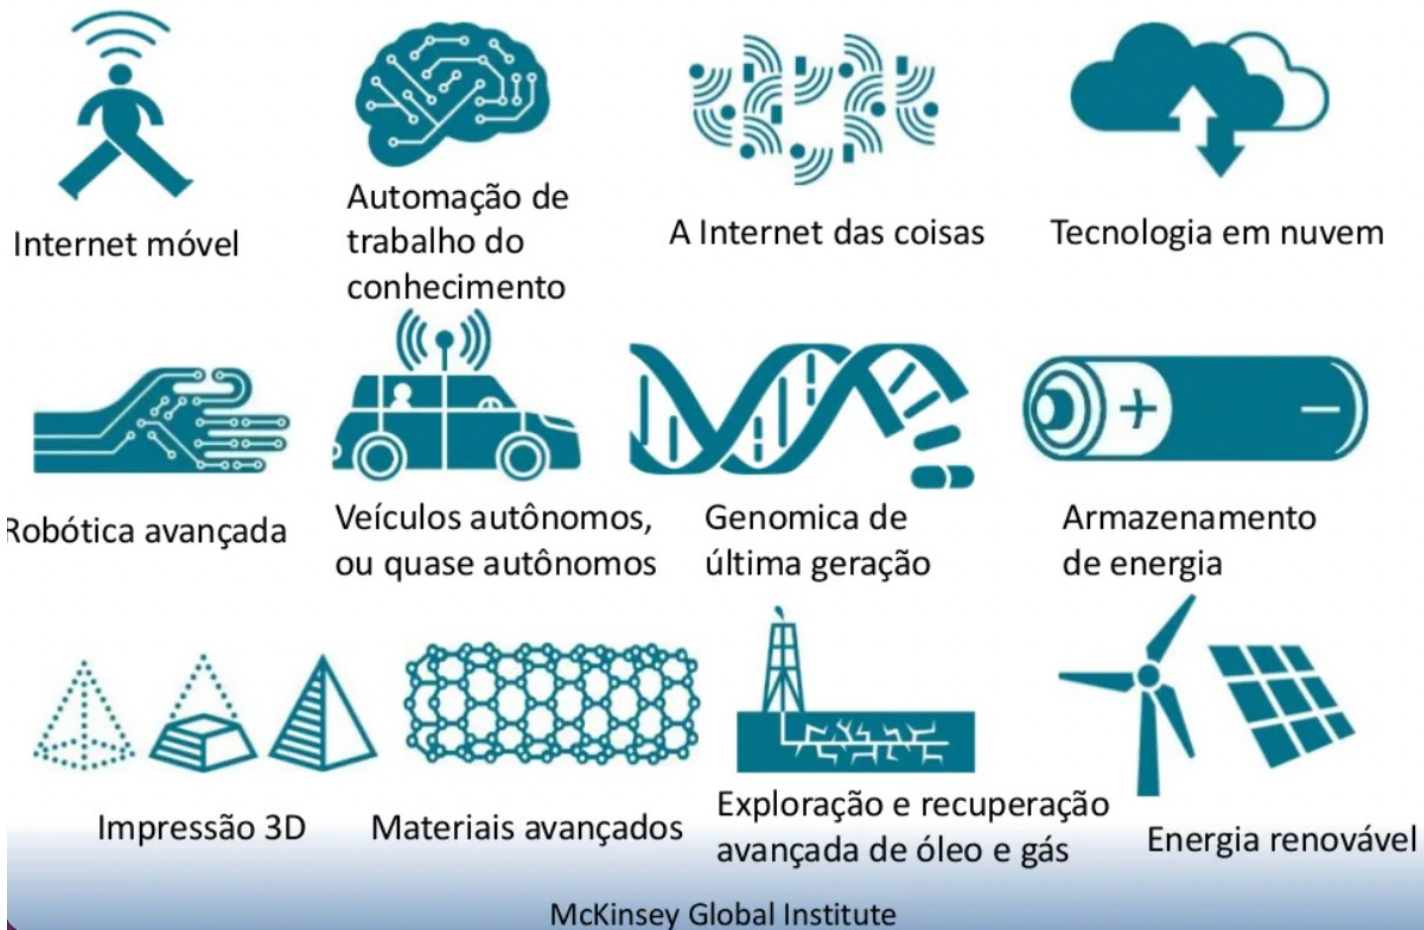 Internet móvel
Automação de
trabalho do
conhecimento
A Internet das coisas
Tecnologia em nuvem
Robótica avançada
Veículos autônomos,
ou quase autônomos
Genomica de
última geração
Armazenamento
de energia
Impressão 3D
Materiais avançados
Exploração e recuperação
avançada de óleo e gás
Energia renovável
McKinsey Global Institute